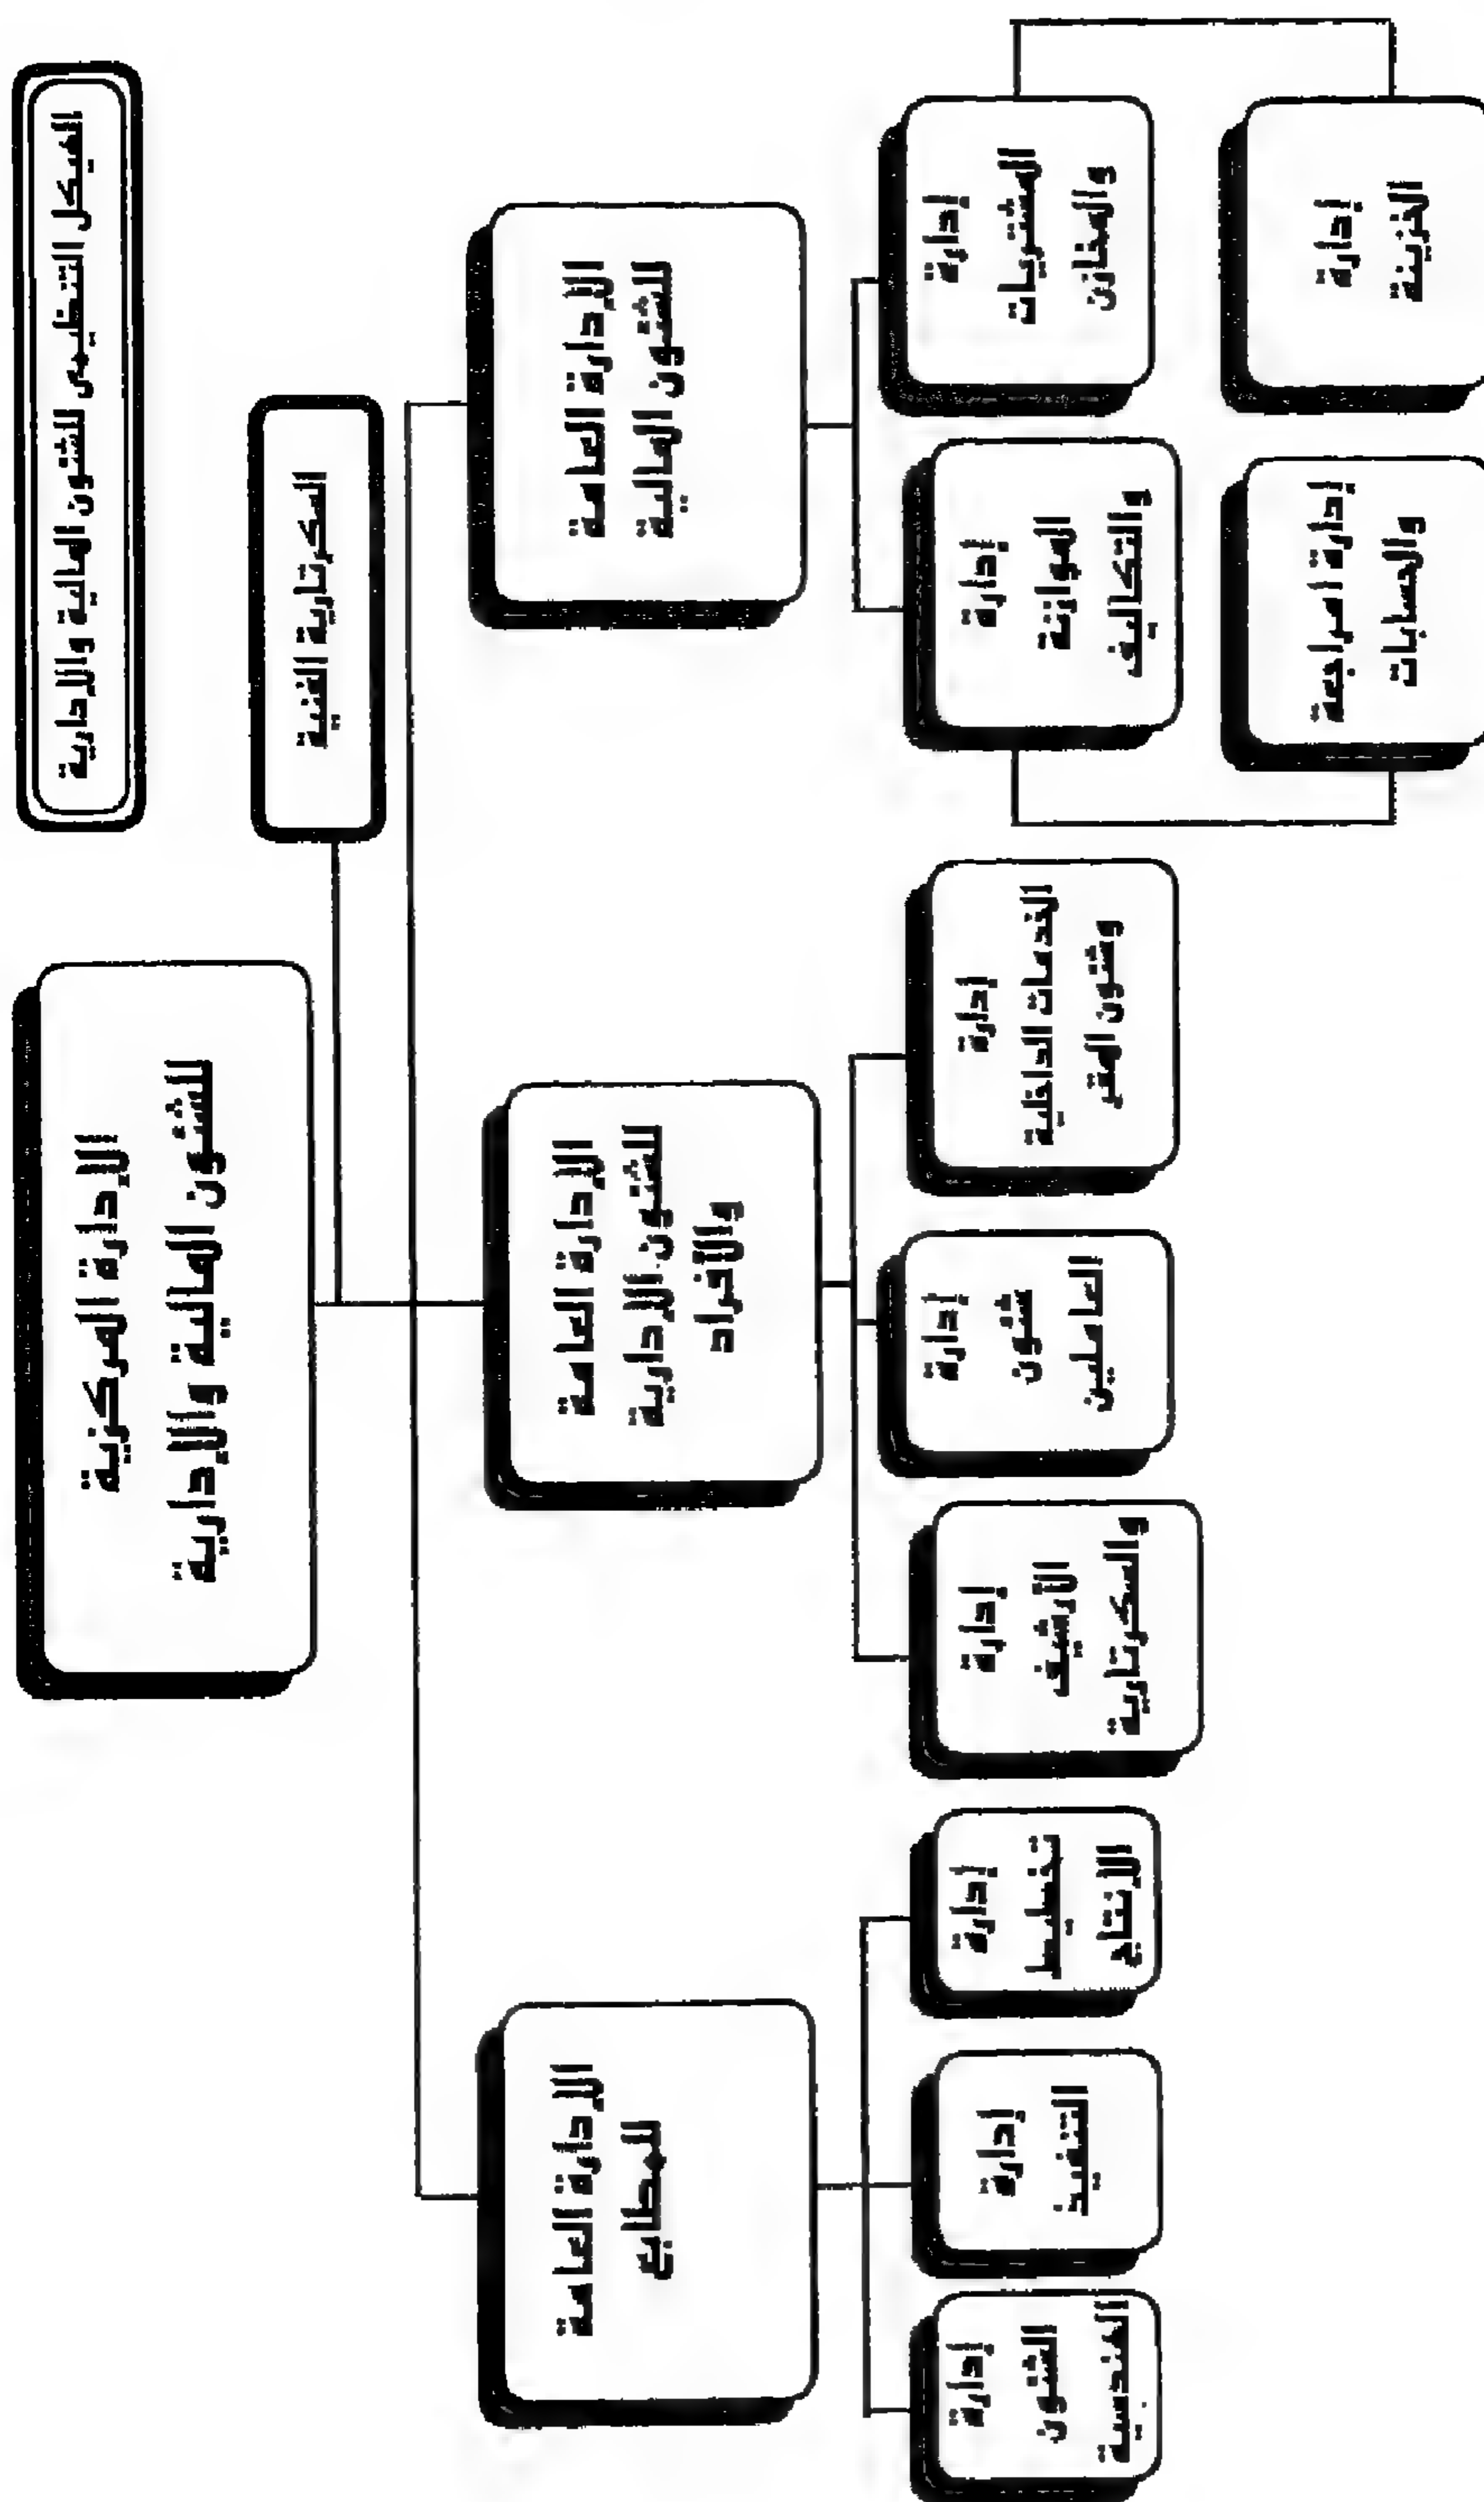 الهيكل التنظيمى للشئون المالية والإدارية
الإدارة المركزية
للشئون المالية والإدارية
السكرتارية الفنية
الإدارة العامة
للشئون المالية
الإدارة العامة
للشئون الإدارية
والأفراد
الإدارة العامة
للمطابع
إدارة
المشتريات
والمخازن
إدارة
الموازنة
والتكاليف
إدارة
الخدمات الداخلية
وشئون المقر
إدارة
شئون
العاملين
إدارة
الأرشيف
والسكرتارية
إدارة
تخطيط
الإنتاج
إدارة
التنفيذ
إدارة
الشئون
الهندسية
إدارة
الخزينة
إدارة المراجعة
والحسابات